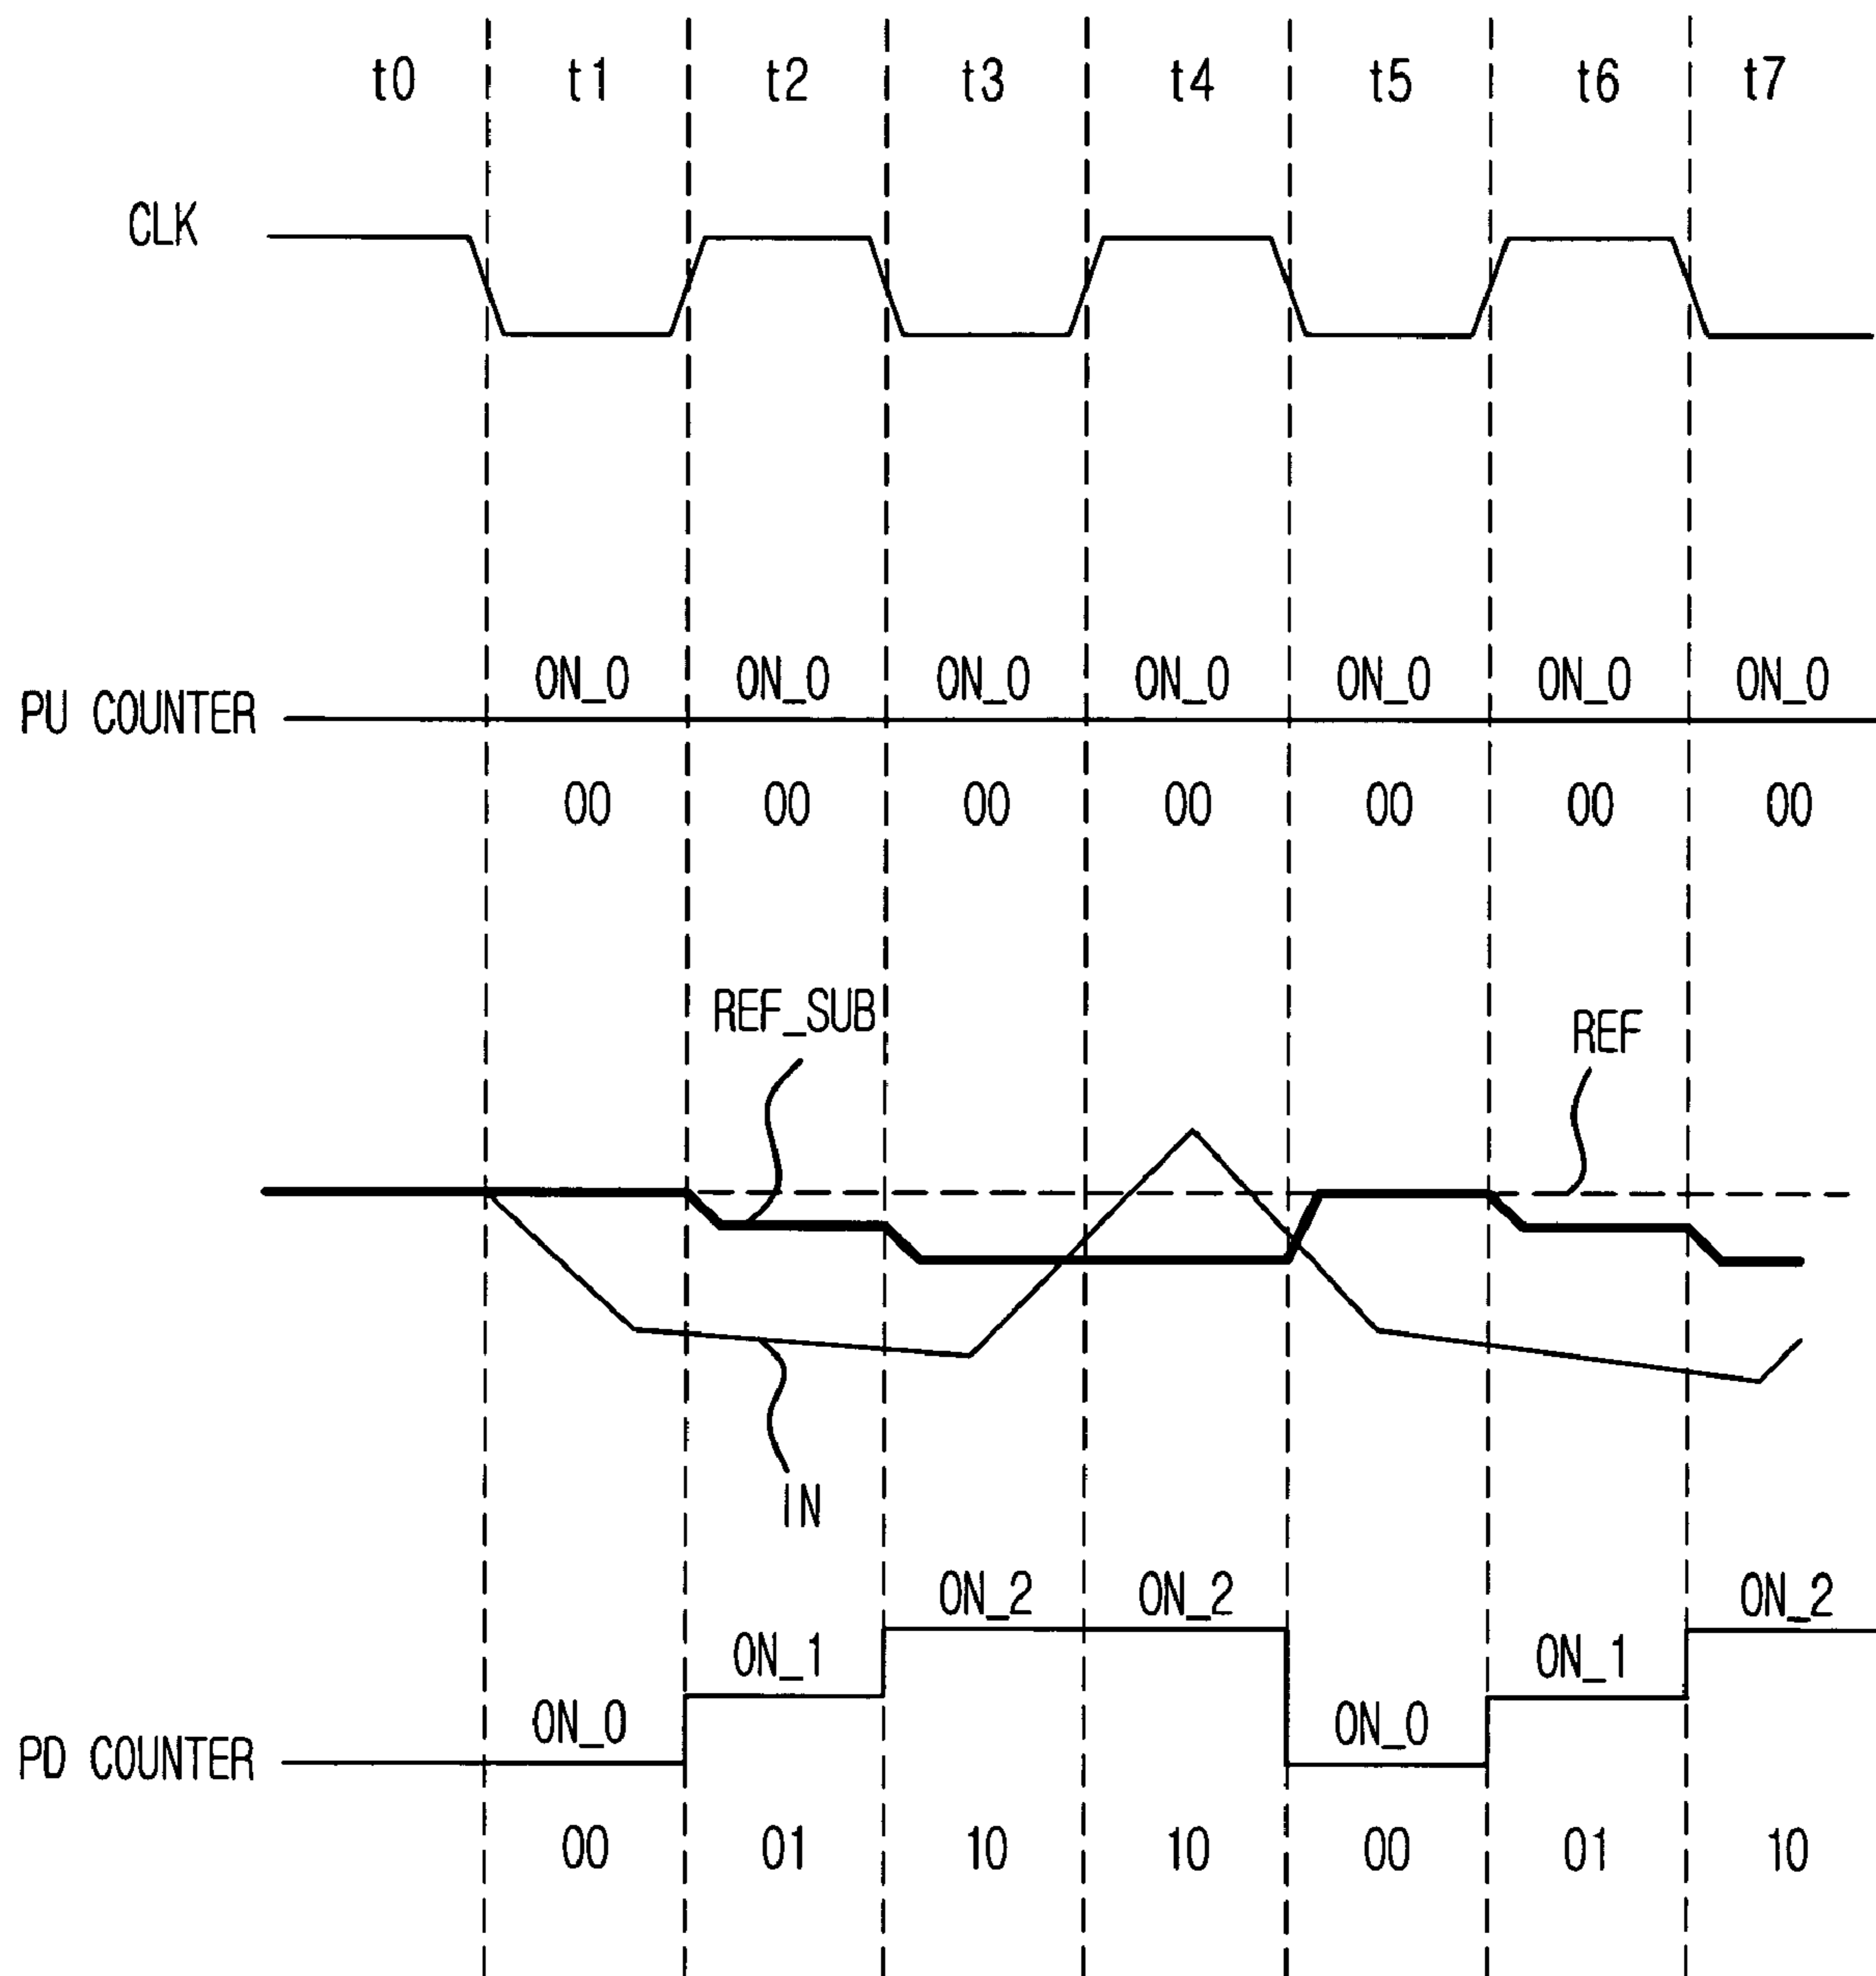 t0 t1 t2 t3 t4 t5 t6 t7
CLK
ON_0 ON_0 ON_0 ON_0 ON_0 ON_0 ON_0
PU COUNTER
00 00 00 00 00 00 00
REF_SUB
REF
IN
ON_2 ON_2 ON_2
ON_1 ON_1
ON_0 ON_0
PD COUNTER
00 01 10 10 00 01 10